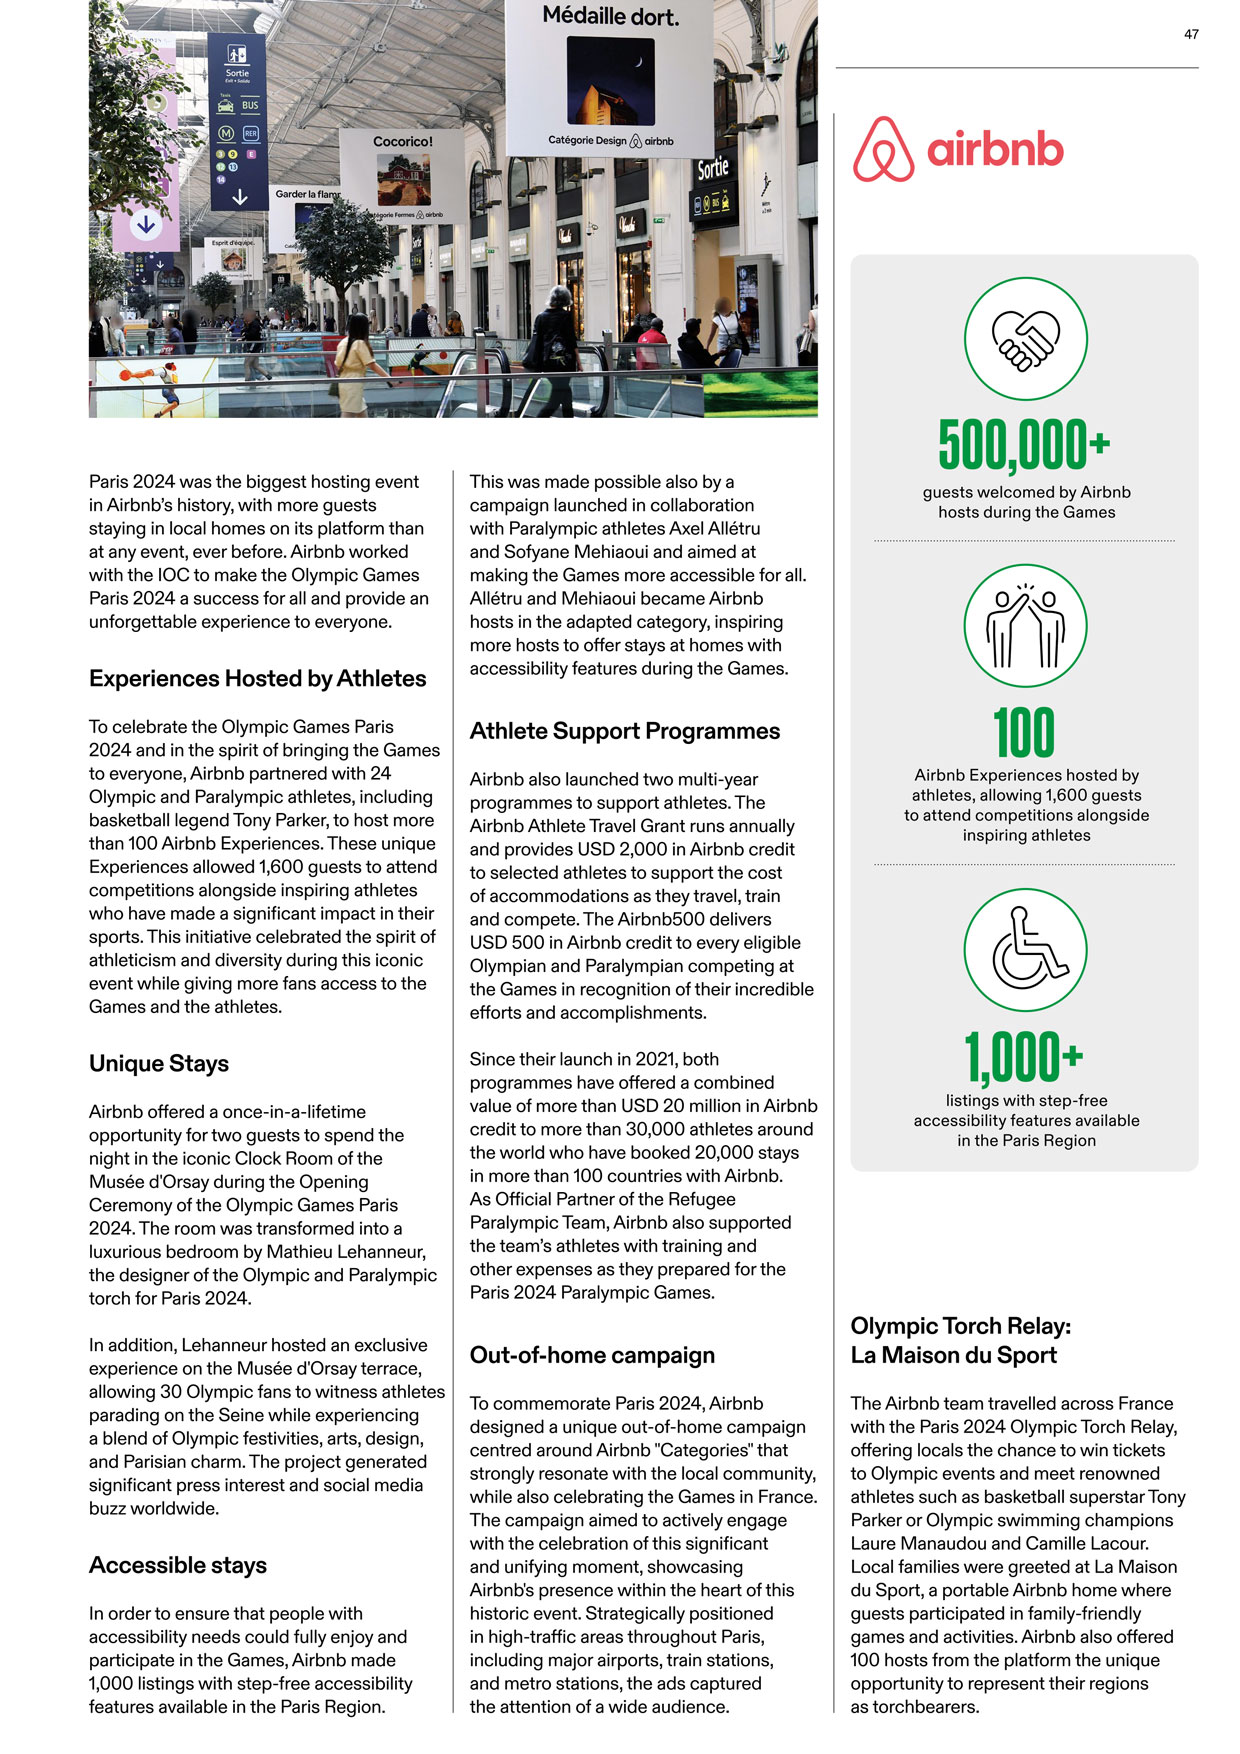 47
Médaille dort.
Catégorie Design airbnb
Sortie
Exit • Salida
Taxis
BUS
M
RER
3
9
E
12
13
14
Cocorico!
Catégorie Fermes airbnb
Garder la flamme
Esprit d'équipe.
Sortie
airbnb
Paris 2024 was the biggest hosting event
in Airbnb’s history, with more guests
staying in local homes on its platform than
at any event, ever before. Airbnb worked
with the IOC to make the Olympic Games
Paris 2024 a success for all and provide an
unforgettable experience to everyone.
Experiences Hosted by Athletes
To celebrate the Olympic Games Paris
2024 and in the spirit of bringing the Games
to everyone, Airbnb partnered with 24
Olympic and Paralympic athletes, including
basketball legend Tony Parker, to host more
than 100 Airbnb Experiences. These unique
Experiences allowed 1,600 guests to attend
competitions alongside inspiring athletes
who have made a significant impact in their
sports. This initiative celebrated the spirit of
athleticism and diversity during this iconic
event while giving more fans access to the
Games and the athletes.
Unique Stays
Airbnb offered a once-in-a-lifetime
opportunity for two guests to spend the
night in the iconic Clock Room of the
Musée d'Orsay during the Opening
Ceremony of the Olympic Games Paris
2024. The room was transformed into a
luxurious bedroom by Mathieu Lehanneur,
the designer of the Olympic and Paralympic
torch for Paris 2024.
In addition, Lehanneur hosted an exclusive
experience on the Musée d'Orsay terrace,
allowing 30 Olympic fans to witness athletes
parading on the Seine while experiencing
a blend of Olympic festivities, arts, design,
and Parisian charm. The project generated
significant press interest and social media
buzz worldwide.
Accessible stays
In order to ensure that people with
accessibility needs could fully enjoy and
participate in the Games, Airbnb made
1,000 listings with step-free accessibility
features available in the Paris Region.
This was made possible also by a
campaign launched in collaboration
with Paralympic athletes Axel Allétru
and Sofyane Mehiaoui and aimed at
making the Games more accessible for all.
Allétru and Mehiaoui became Airbnb
hosts in the adapted category, inspiring
more hosts to offer stays at homes with
accessibility features during the Games.
Athlete Support Programmes
Airbnb also launched two multi-year
programmes to support athletes. The
Airbnb Athlete Travel Grant runs annually
and provides USD 2,000 in Airbnb credit
to selected athletes to support the cost
of accommodations as they travel, train
and compete. The Airbnb500 delivers
USD 500 in Airbnb credit to every eligible
Olympian and Paralympian competing at
the Games in recognition of their incredible
efforts and accomplishments.
Since their launch in 2021, both
programmes have offered a combined
value of more than USD 20 million in Airbnb
credit to more than 30,000 athletes around
the world who have booked 20,000 stays
in more than 100 countries with Airbnb.
As Official Partner of the Refugee
Paralympic Team, Airbnb also supported
the team’s athletes with training and
other expenses as they prepared for the
Paris 2024 Paralympic Games.
Out-of-home campaign
To commemorate Paris 2024, Airbnb
designed a unique out-of-home campaign
centred around Airbnb "Categories" that
strongly resonate with the local community,
while also celebrating the Games in France.
The campaign aimed to actively engage
with the celebration of this significant
and unifying moment, showcasing
Airbnb's presence within the heart of this
historic event. Strategically positioned
in high-traffic areas throughout Paris,
including major airports, train stations,
and metro stations, the ads captured
the attention of a wide audience.
500,000+
guests welcomed by Airbnb
hosts during the Games
100
Airbnb Experiences hosted by
athletes, allowing 1,600 guests
to attend competitions alongside
inspiring athletes
1,000+
listings with step-free
accessibility features available
in the Paris Region
Olympic Torch Relay:
La Maison du Sport
The Airbnb team travelled across France
with the Paris 2024 Olympic Torch Relay,
offering locals the chance to win tickets
to Olympic events and meet renowned
athletes such as basketball superstar Tony
Parker or Olympic swimming champions
Laure Manaudou and Camille Lacour.
Local families were greeted at La Maison
du Sport, a portable Airbnb home where
guests participated in family-friendly
games and activities. Airbnb also offered
100 hosts from the platform the unique
opportunity to represent their regions
as torchbearers.